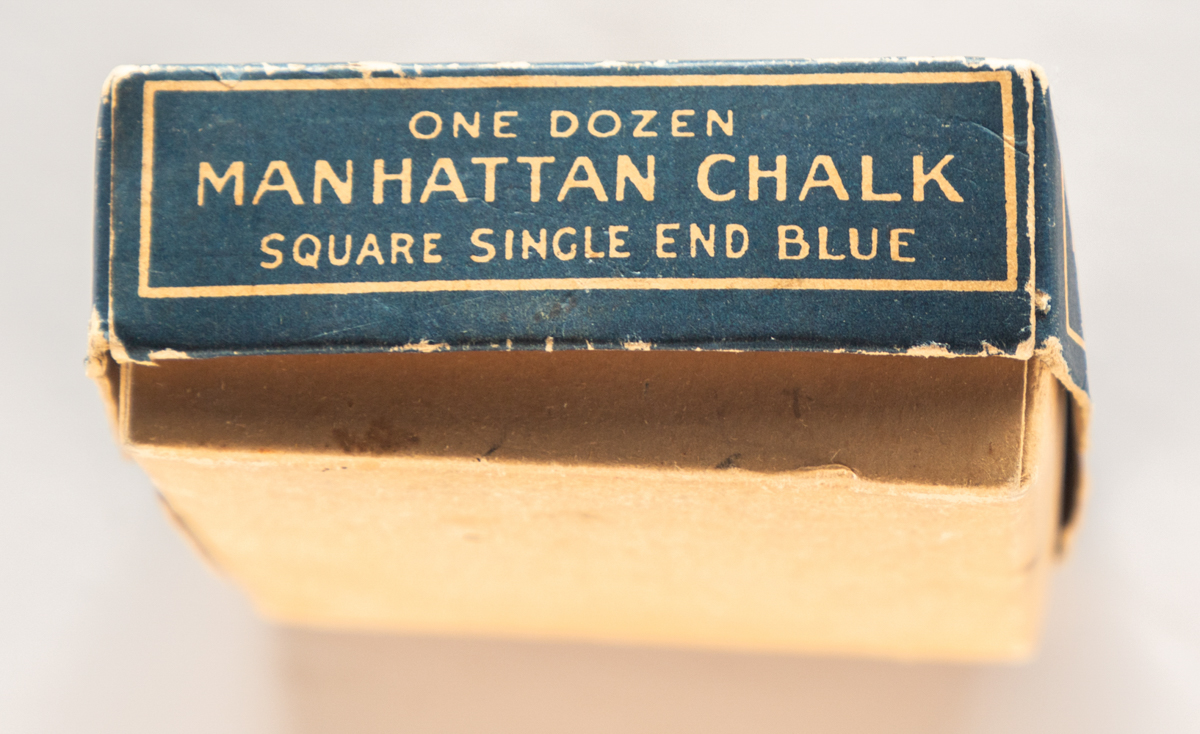 ONE DOZEN
MANHATTAN CHALK
SQUARE SINGLE END BLUE